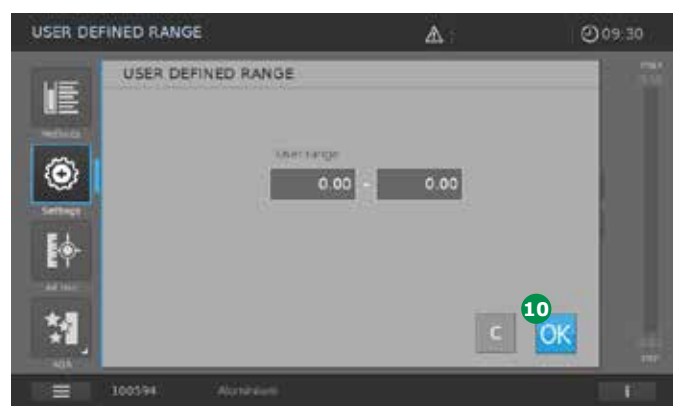 USER DEFINED RANGE
09:30
USER DEFINED RANGE
max
Methods
User range
0.00 - 0.00
Settings
10
C OK
100594 Aluminium